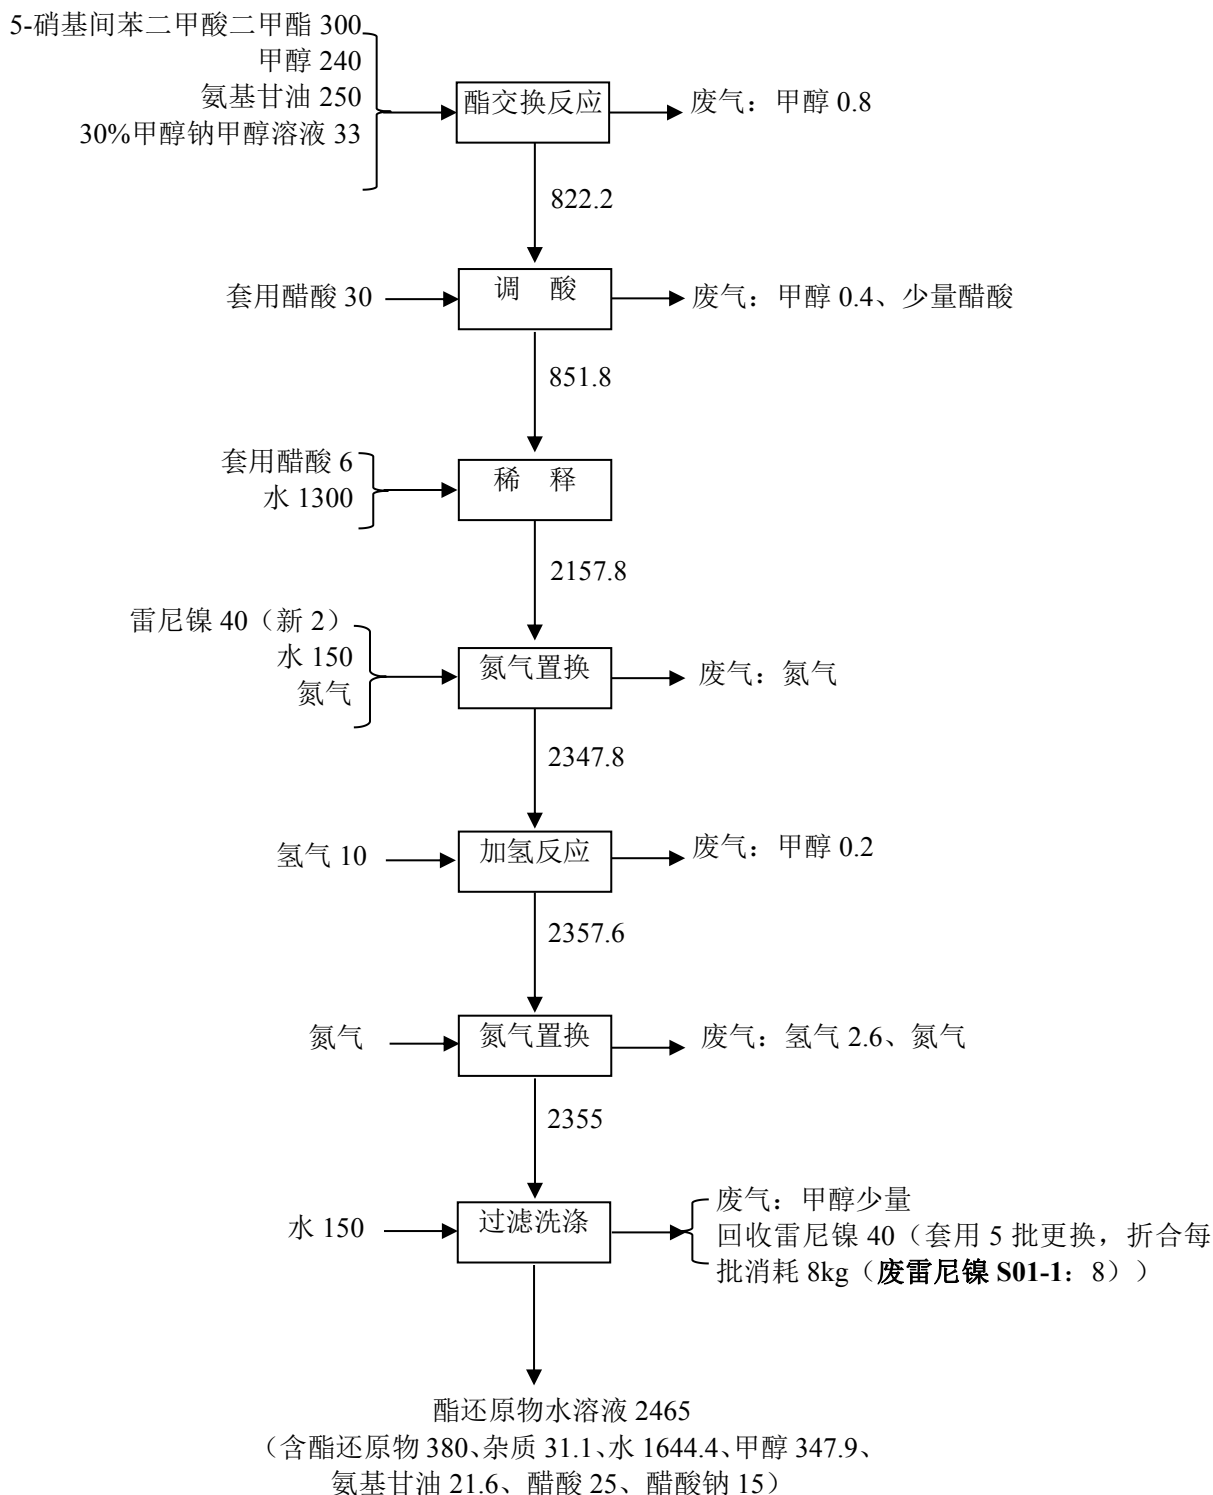 5-硝基间苯二甲酸二甲酯 300
甲醇 240
氨基甘油 250
30%甲醇钠甲醇溶液 33
酯交换反应
废气：甲醇 0.8
822.2
套用醋酸 30
调 酸
废气：甲醇 0.4、少量醋酸
851.8
套用醋酸 6
水 1300
稀 释
2157.8
雷尼镍 40（新 2）
水 150
氮气
氮气置换
废气：氮气
2347.8
氢气 10
加氢反应
废气：甲醇 0.2
2357.6
氮气
氮气置换
废气：氢气 2.6、氮气
2355
水 150
过滤洗涤
废气：甲醇少量
回收雷尼镍 40（套用 5 批更换，折合每
批消耗 8kg（废雷尼镍 S01-1：8））
酯还原物水溶液 2465
（含酯还原物 380、杂质 31.1、水 1644.4、甲醇 347.9、
氨基甘油 21.6、醋酸 25、醋酸钠 15）